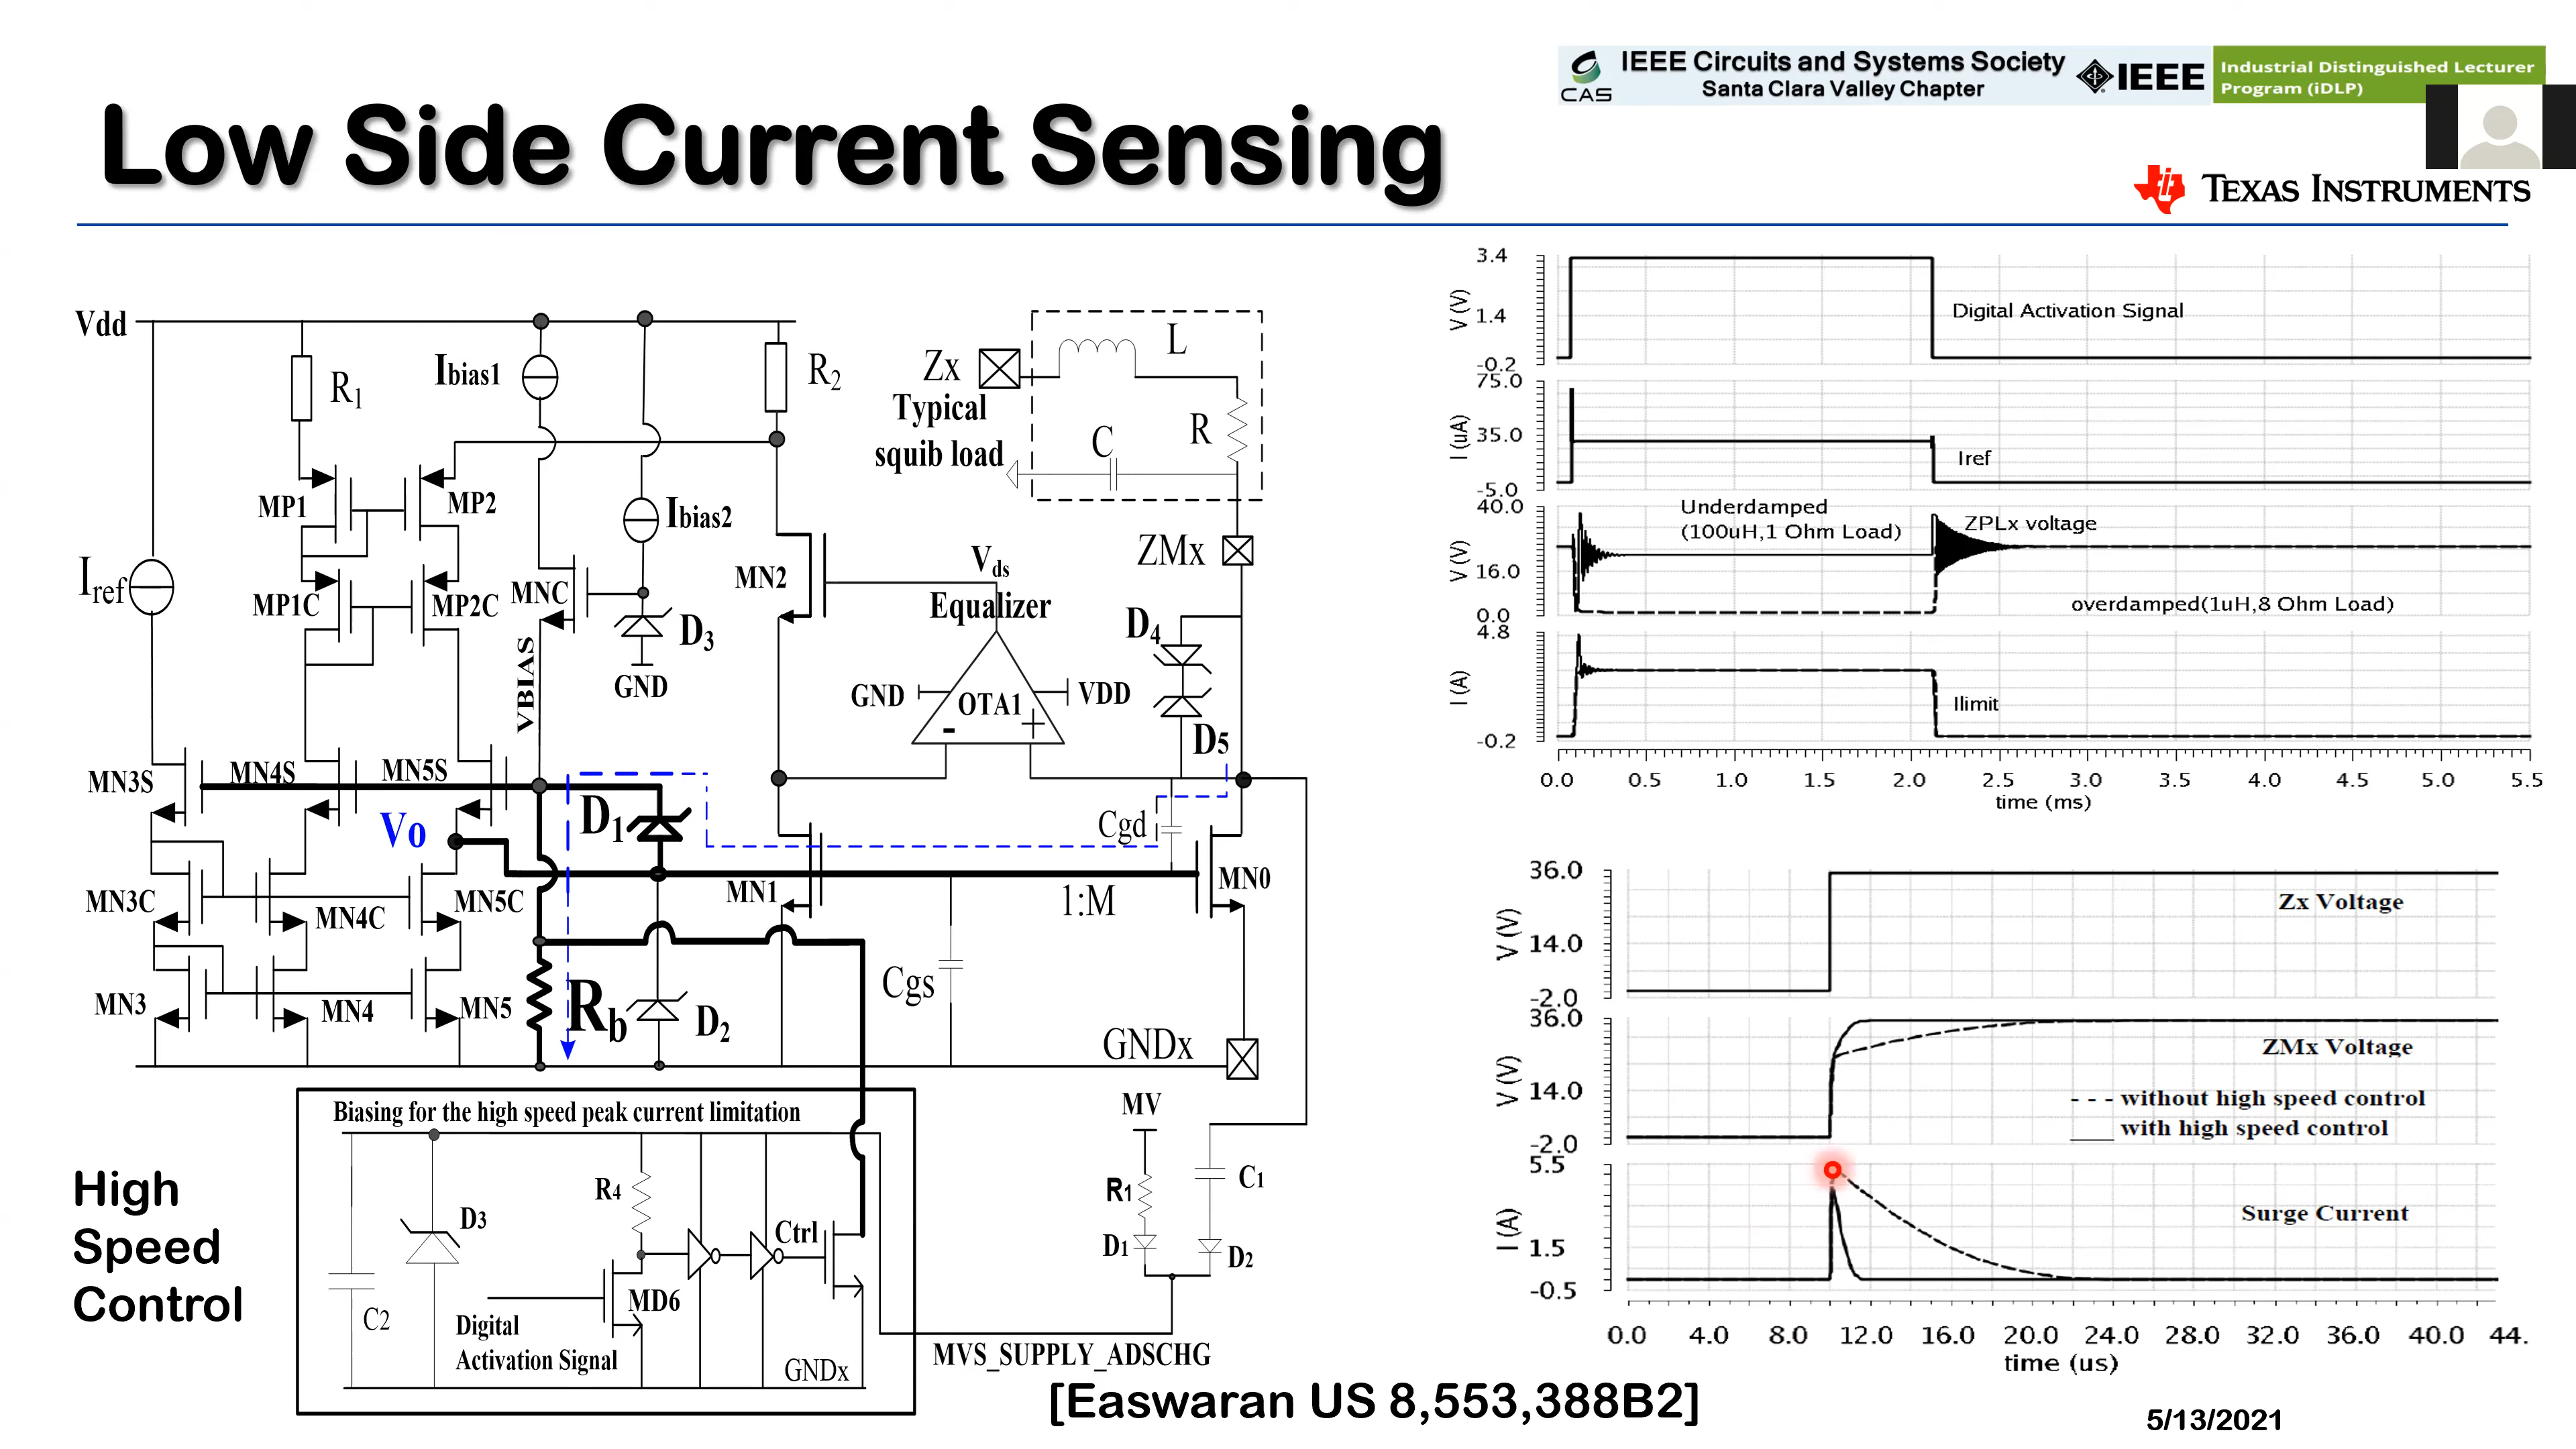 IEEE Circuits and Systems Society
Santa Clara Valley Chapter
CAS
IEEE
Industrial Distinguished Lecturer
Program (iDLP)
Low Side Current Sensing
TEXAS INSTRUMENTS
Vdd
R1
Ibias1
R2
Zx
Typical
squib load
L
C
R
MP1
MP2
Ibias2
Iref
MP1C
MP2C
MNC
D3
GND
VBIAS
MN2
Vds
Equalizer
ZMx
D4
GND
OTA1
VDD
- +
D5
MN3S
MN4S
MN5S
Vo
D1
Cgd
MN3C
MN4C
MN5C
MN1
1:M
MN0
MN3
MN4
MN5
Rb
D2
Cgs
GNDx
Biasing for the high speed peak current limitation
High
Speed
Control
C2
D3
R4
Ctrl
MD6
Digital
Activation Signal
GNDx
MV
R1
C1
D1
D2
MVS_SUPPLY_ADSCHG
[Easwaran US 8,553,388B2]
3.4
V (V)
1.4
-0.2
Digital Activation Signal
75.0
I (uA)
35.0
-5.0
Iref
40.0
V (V)
16.0
0.0
Underdamped
(100uH,1 Ohm Load)
ZPLx voltage
overdamped(1uH,8 Ohm Load)
4.8
I (A)
-0.2
Ilimit
0.0 0.5 1.0 1.5 2.0 2.5 3.0 3.5 4.0 4.5 5.0 5.5
time (ms)
36.0
V (V)
14.0
-2.0
Zx Voltage
36.0
V (V)
14.0
-2.0
ZMx Voltage
- - - without high speed control
___ with high speed control
5.5
I (A)
1.5
-0.5
Surge Current
0.0 4.0 8.0 12.0 16.0 20.0 24.0 28.0 32.0 36.0 40.0 44.
time (us)
5/13/2021